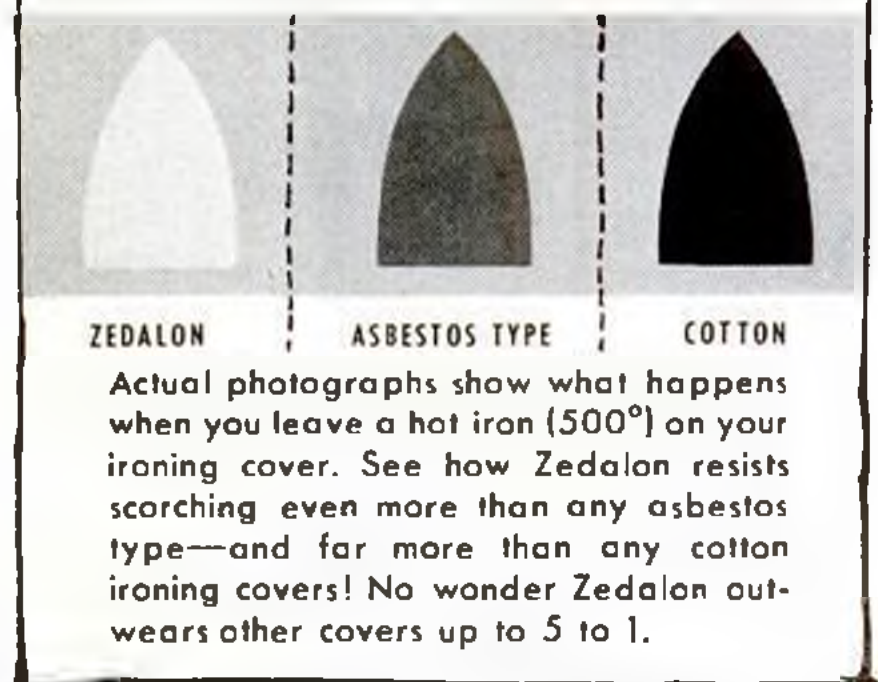 ZEDALON ASBESTOS TYPE COTTON
Actual photographs show what happens
when you leave a hot iron (500°) on your
ironing cover. See how Zedalon resists
scorching even more than any asbestos
type—and far more than any cotton
ironing covers! No wonder Zedalon out-
wears other covers up to 5 to 1.